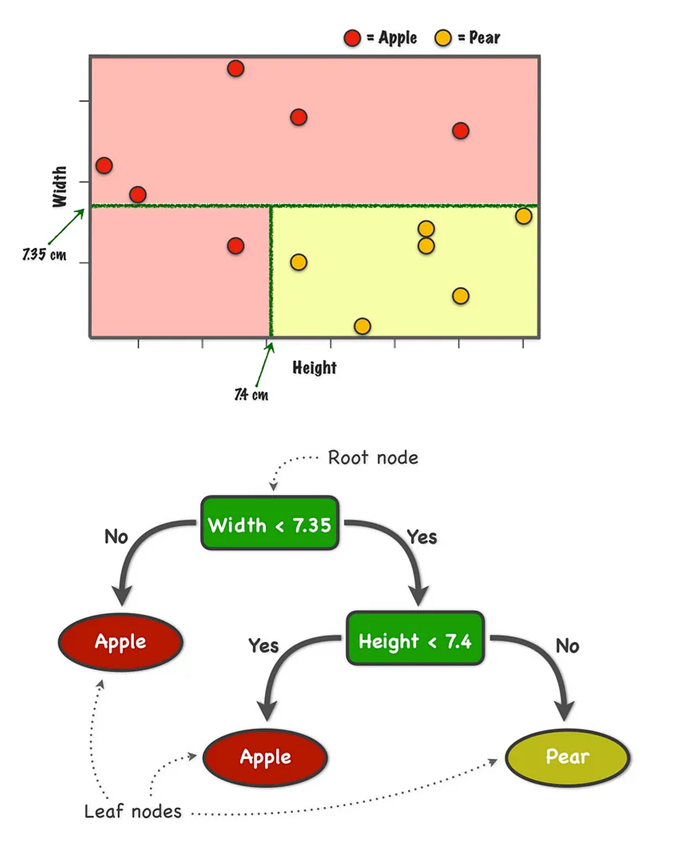 = Apple = Pear
Width
7.35 cm
Height
7.4 cm
Root node
Width < 7.35
No
Yes
Apple
Height < 7.4
Yes
No
Apple
Pear
Leaf nodes